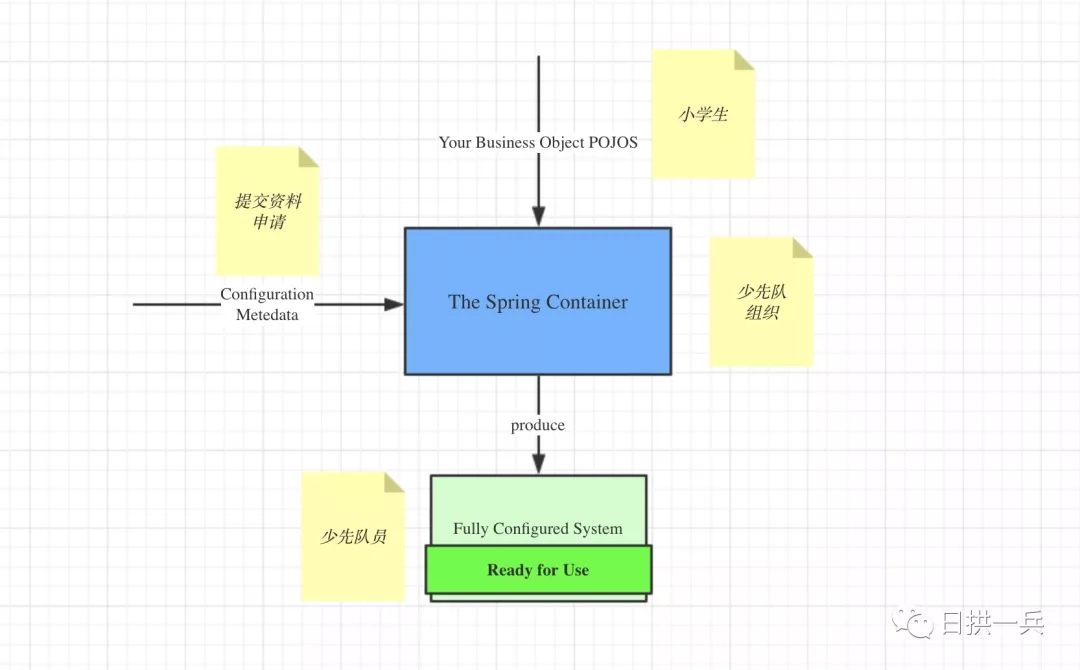 小学生
Your Business Object POJOS
提交资料
申请
Configuration
Metedata
The Spring Container
少先队
组织
produce
少先队员
Fully Configured System
Ready for Use
日拱一兵